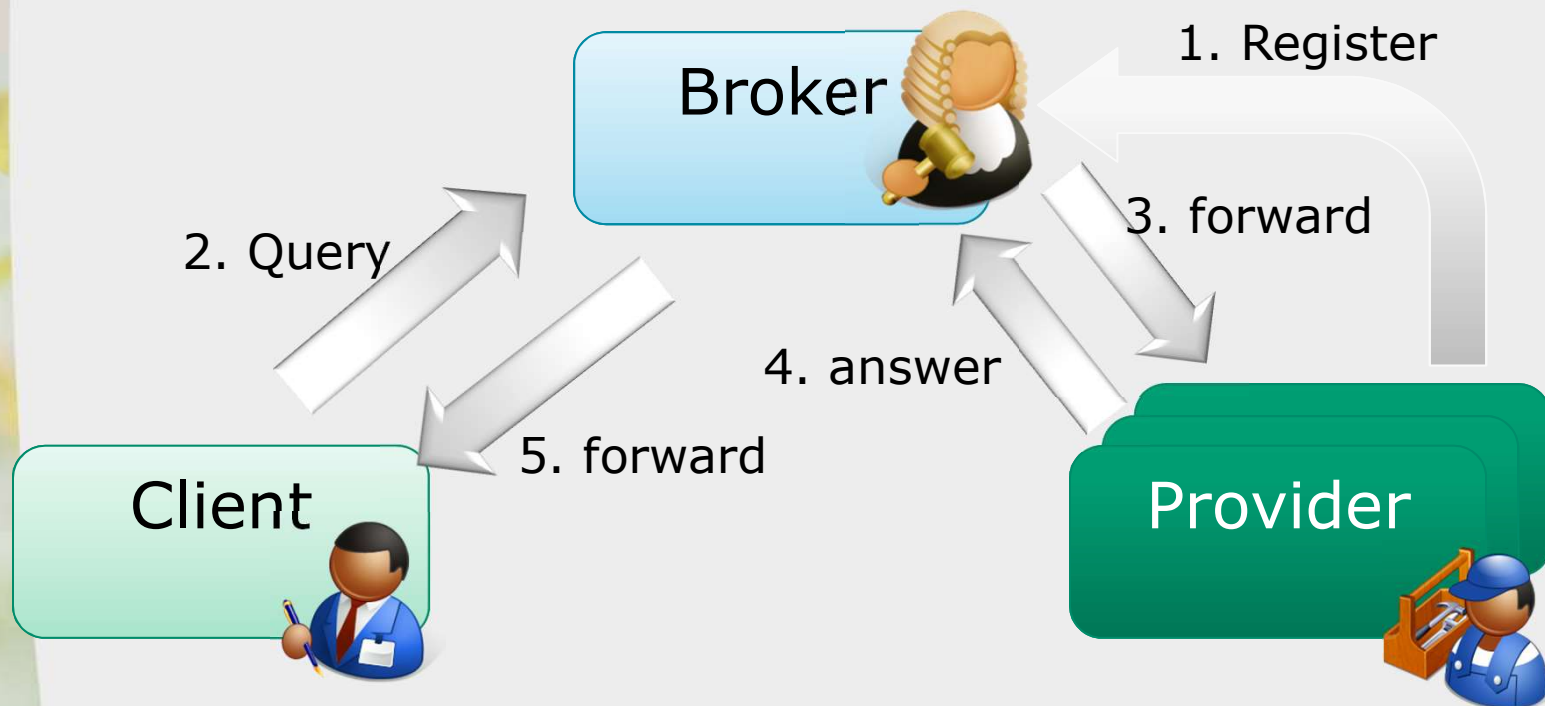 Broker
1. Register
2. Query
3. forward
4. answer
5. forward
Client
Provider